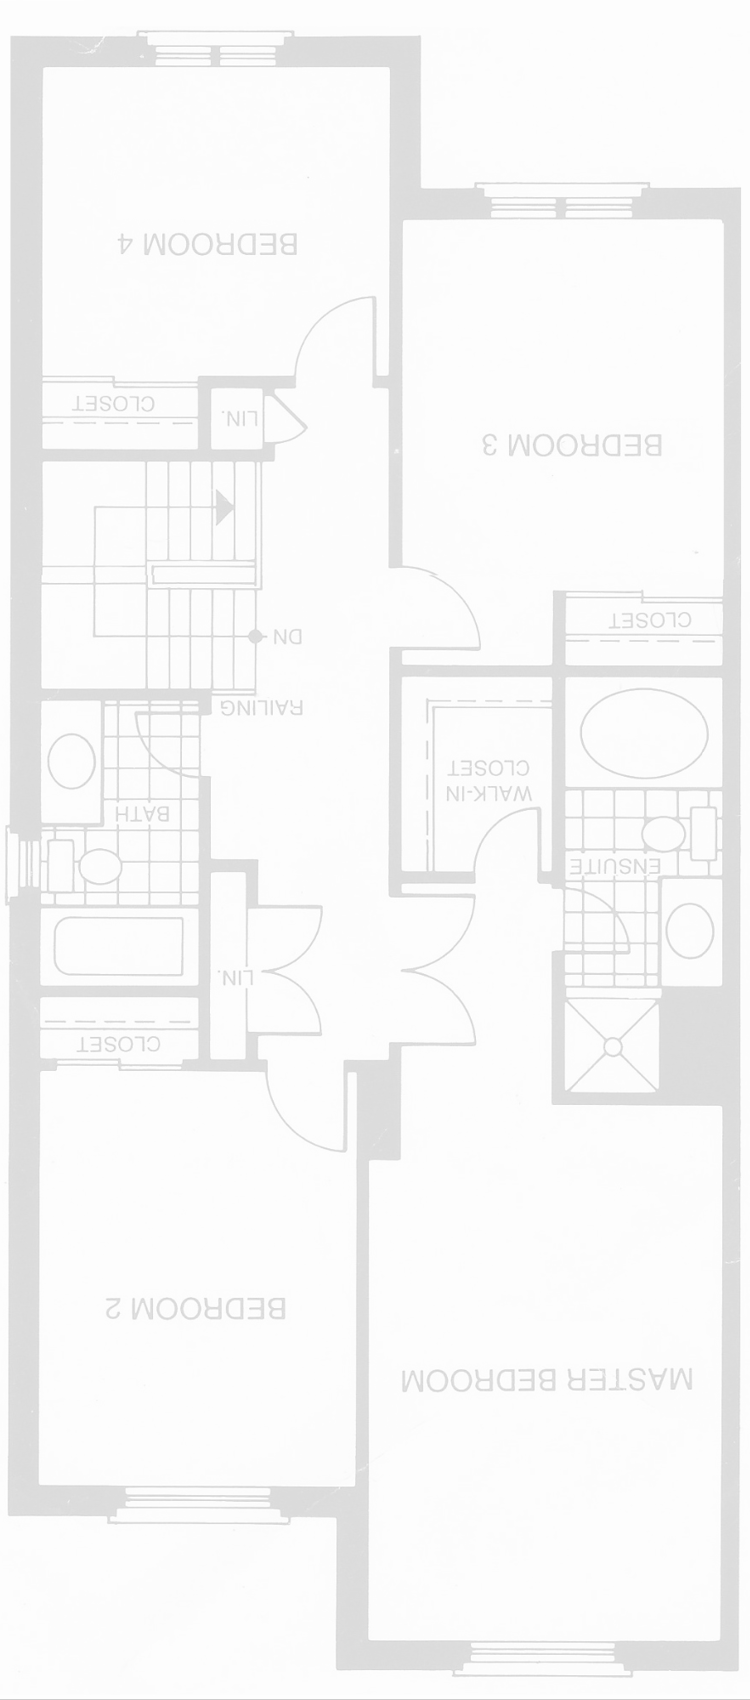 MASTER BEDROOM
BEDROOM 2
CLOSET
LIN.
ENSUITE
BATH
WALK-IN
CLOSET
RAILING
DN
CLOSET
BEDROOM 3
LIN.
CLOSET
BEDROOM 4